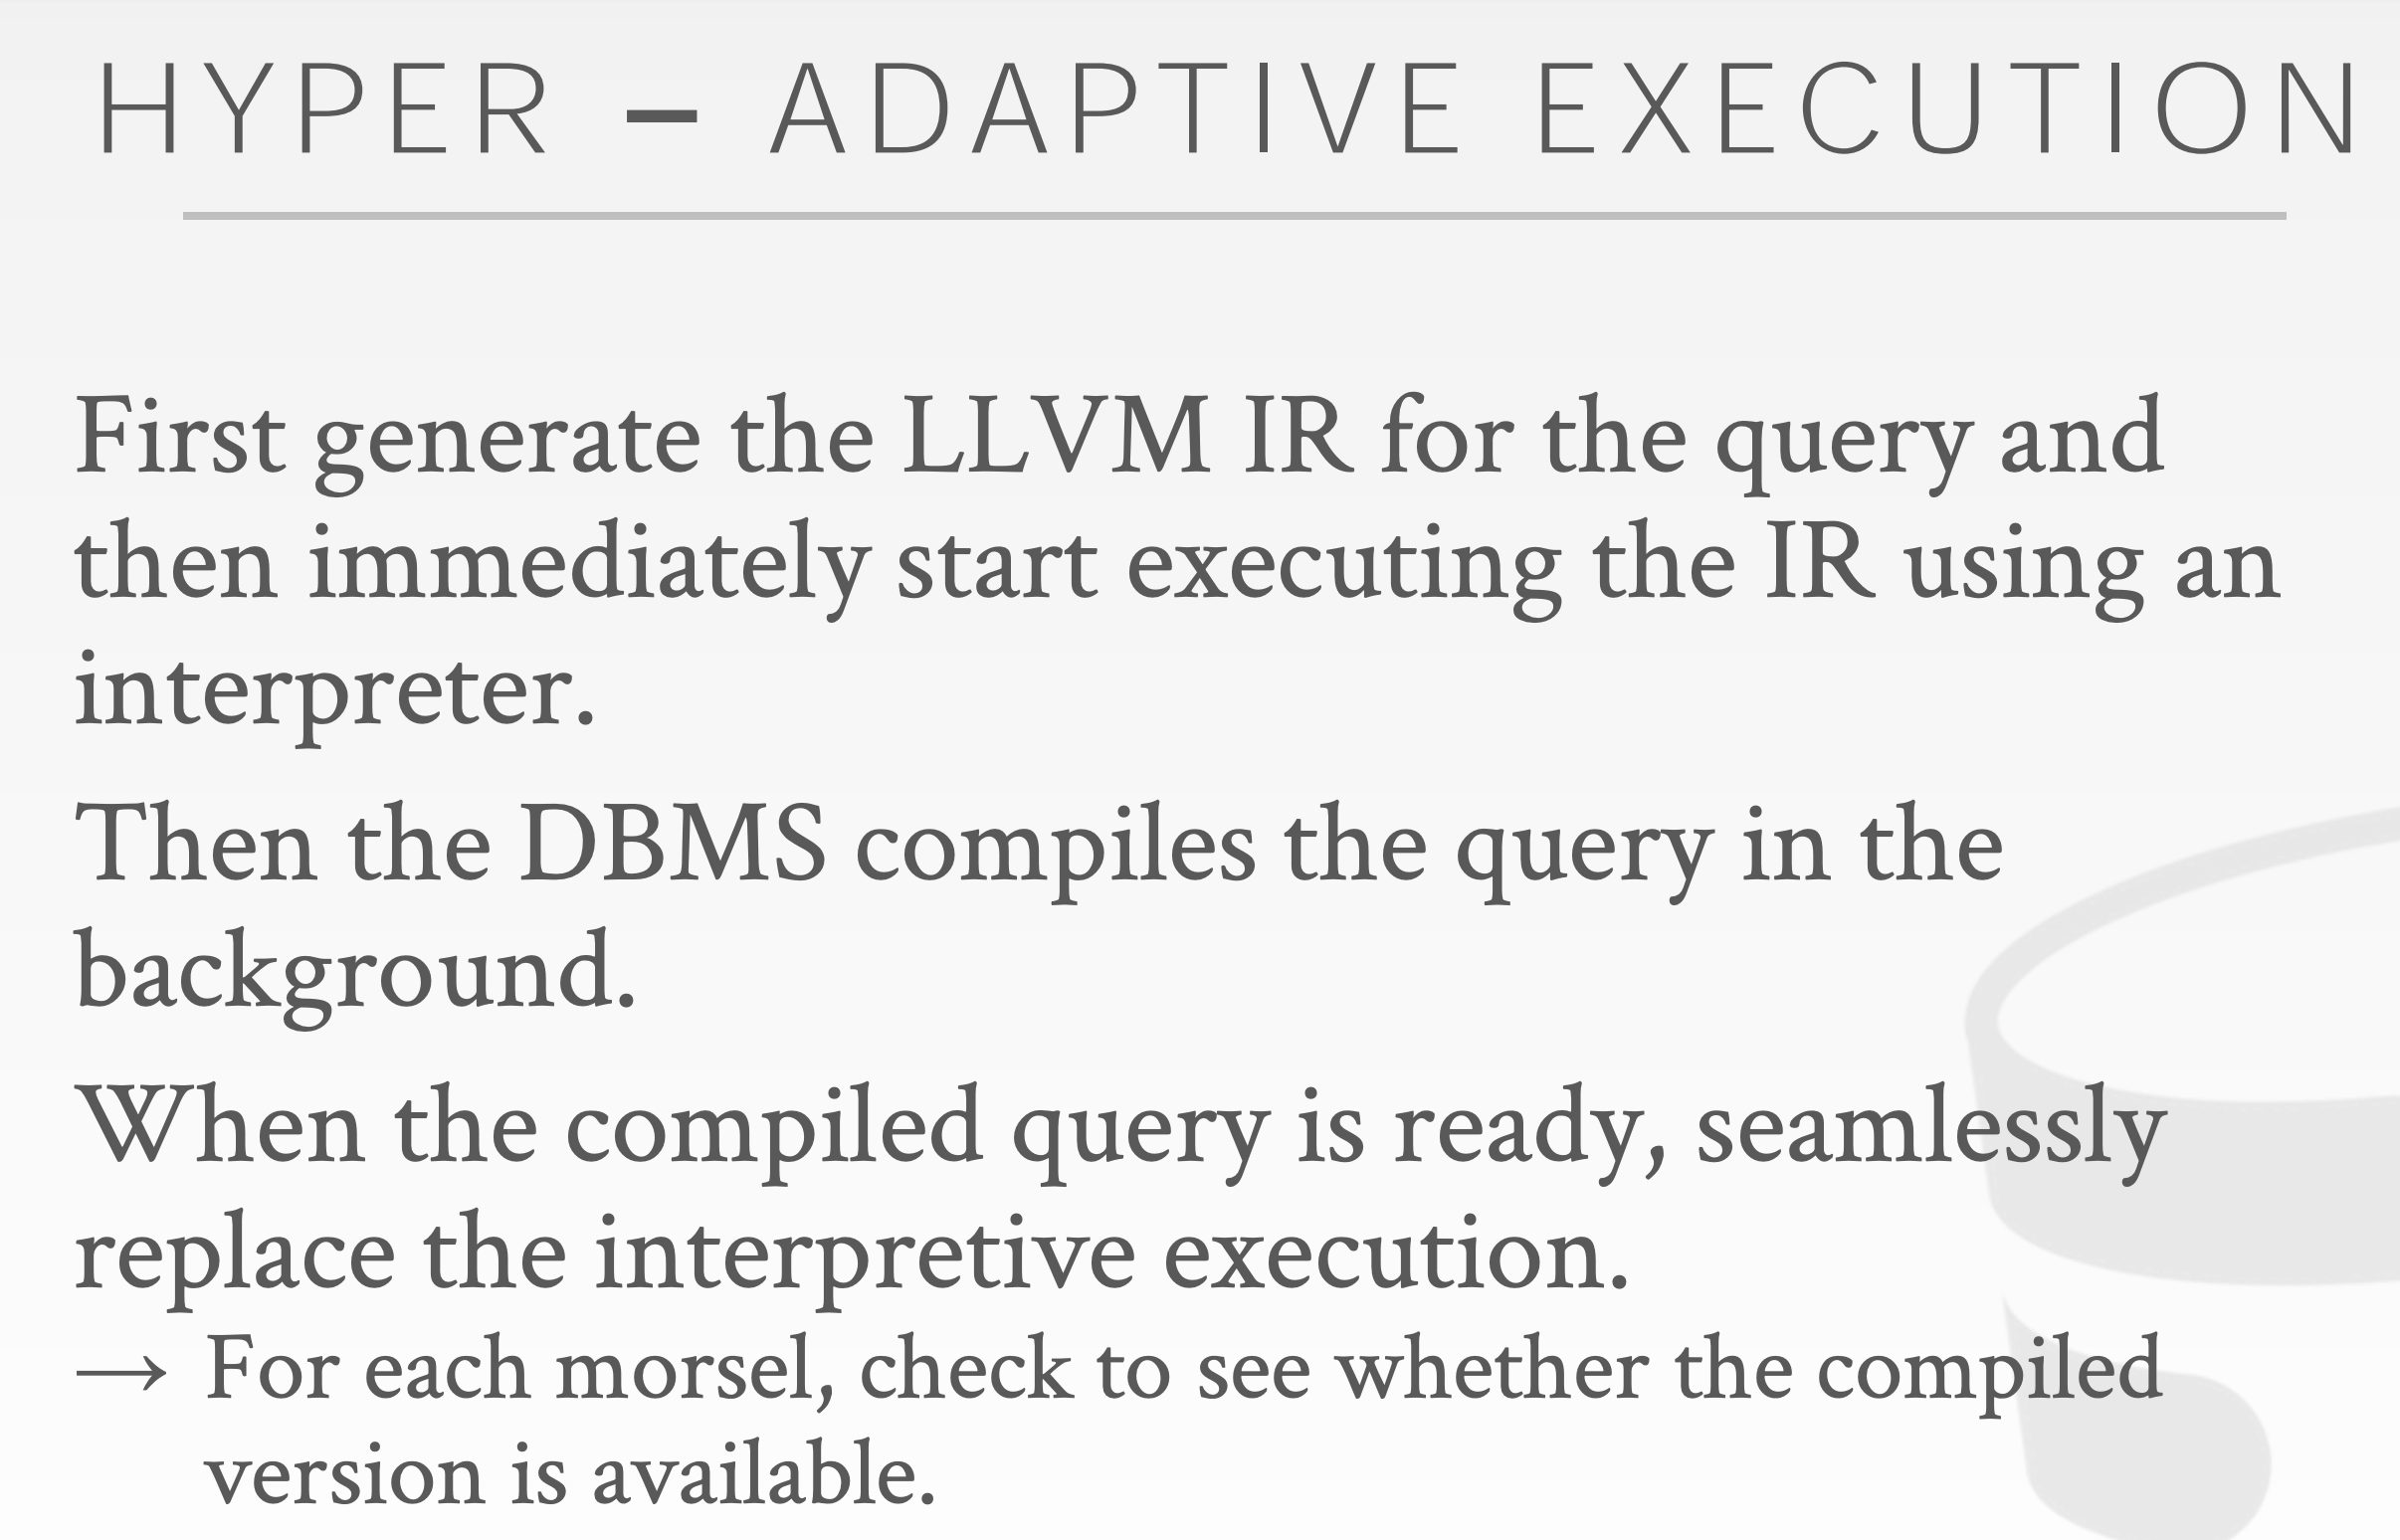 HYPER – ADAPTIVE EXECUTION
First generate the LLVM IR for the query and
then immediately start executing the IR using an
interpreter.
Then the DBMS compiles the query in the
background.
When the compiled query is ready, seamlessly
replace the interpretive execution.
→ For each morsel, check to see whether the compiled
version is available.